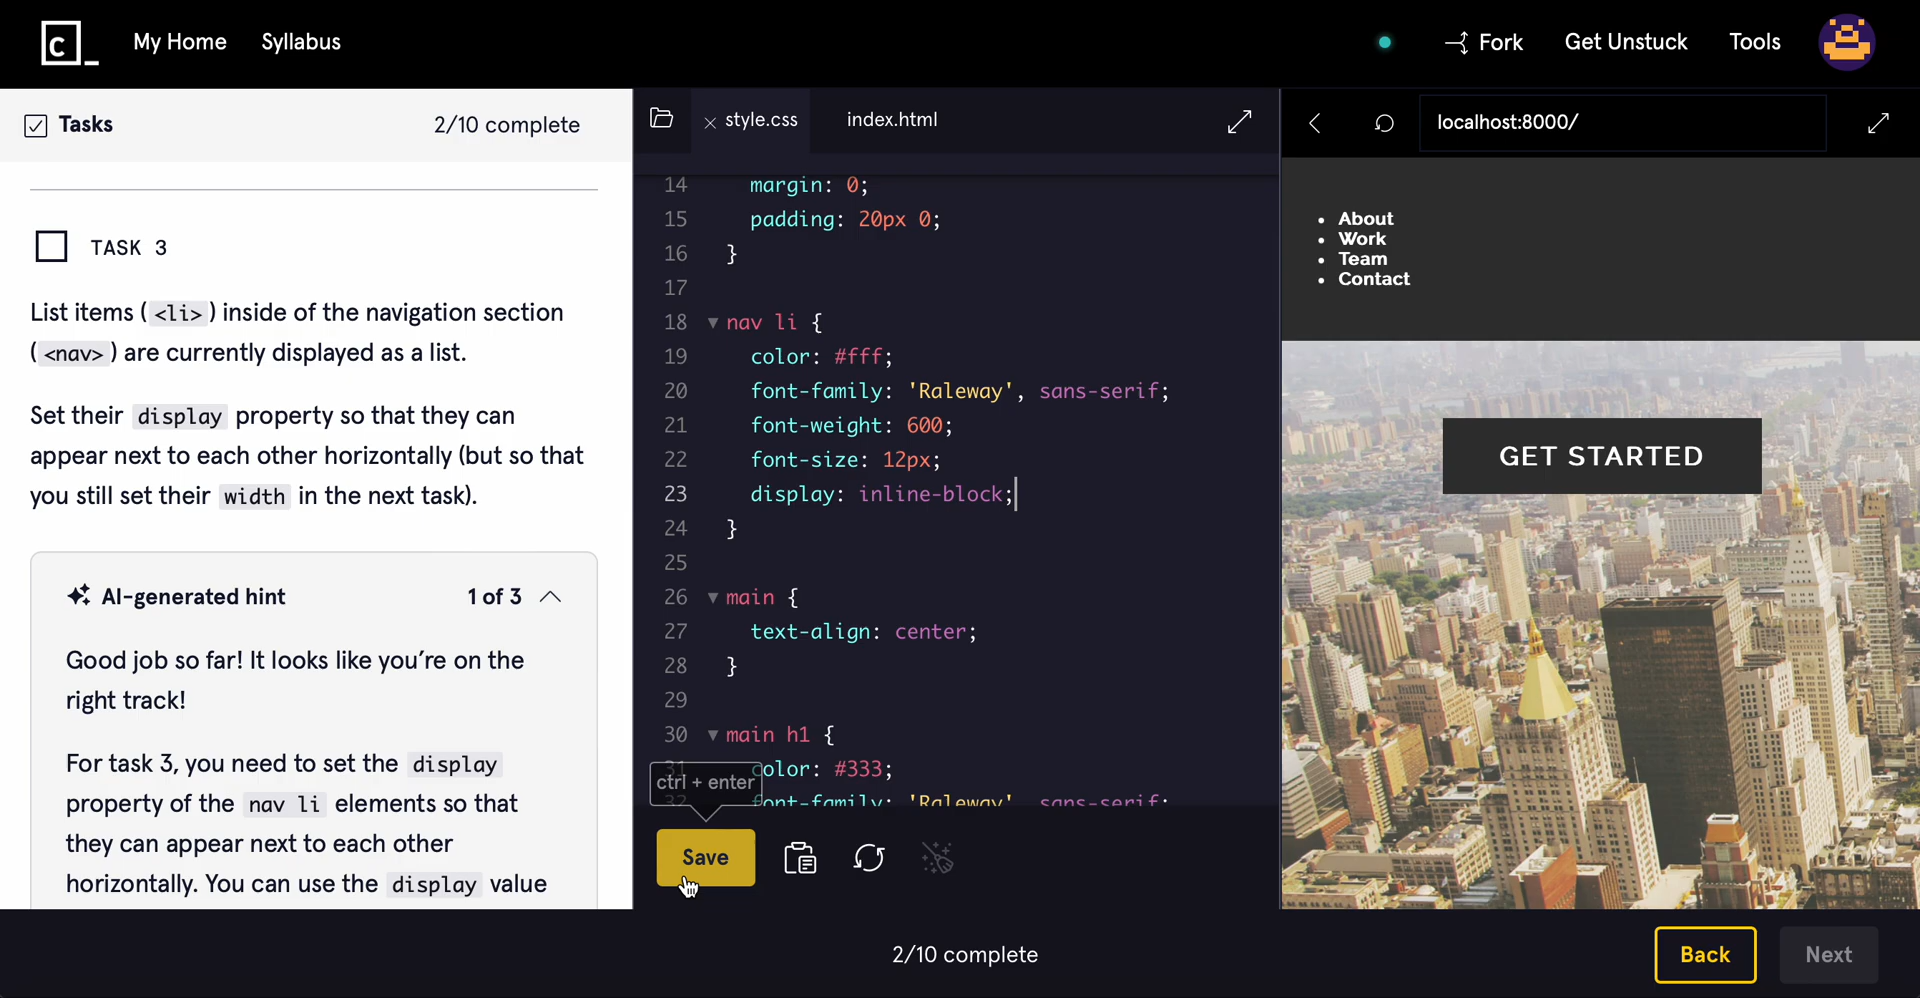 c_
My Home
Syllabus
Fork
Get Unstuck
Tools
Tasks
2/10 complete
TASK 3
List items ( <li> ) inside of the navigation section
( <nav> ) are currently displayed as a list.
Set their display property so that they can
appear next to each other horizontally (but so that
you still set their width in the next task).
AI-generated hint
1 of 3
Good job so far! It looks like you're on the
right track!
For task 3, you need to set the display
property of the nav li elements so that
they can appear next to each other
horizontally. You can use the display value
style.css
index.html
14 margin: 0;
15 padding: 20px 0;
16 }
17
18 nav li {
19 color: #fff;
20 font-family: 'Raleway', sans-serif;
21 font-weight: 600;
22 font-size: 12px;
23 display: inline-block;
24 }
25
26 main {
27 text-align: center;
28 }
29
30 main h1 {
31 color: #333;
32 font-family: 'Raleway', sans-serif;
ctrl + enter
Save
localhost:8000/
About
Work
Team
Contact
GET STARTED
2/10 complete
Back
Next